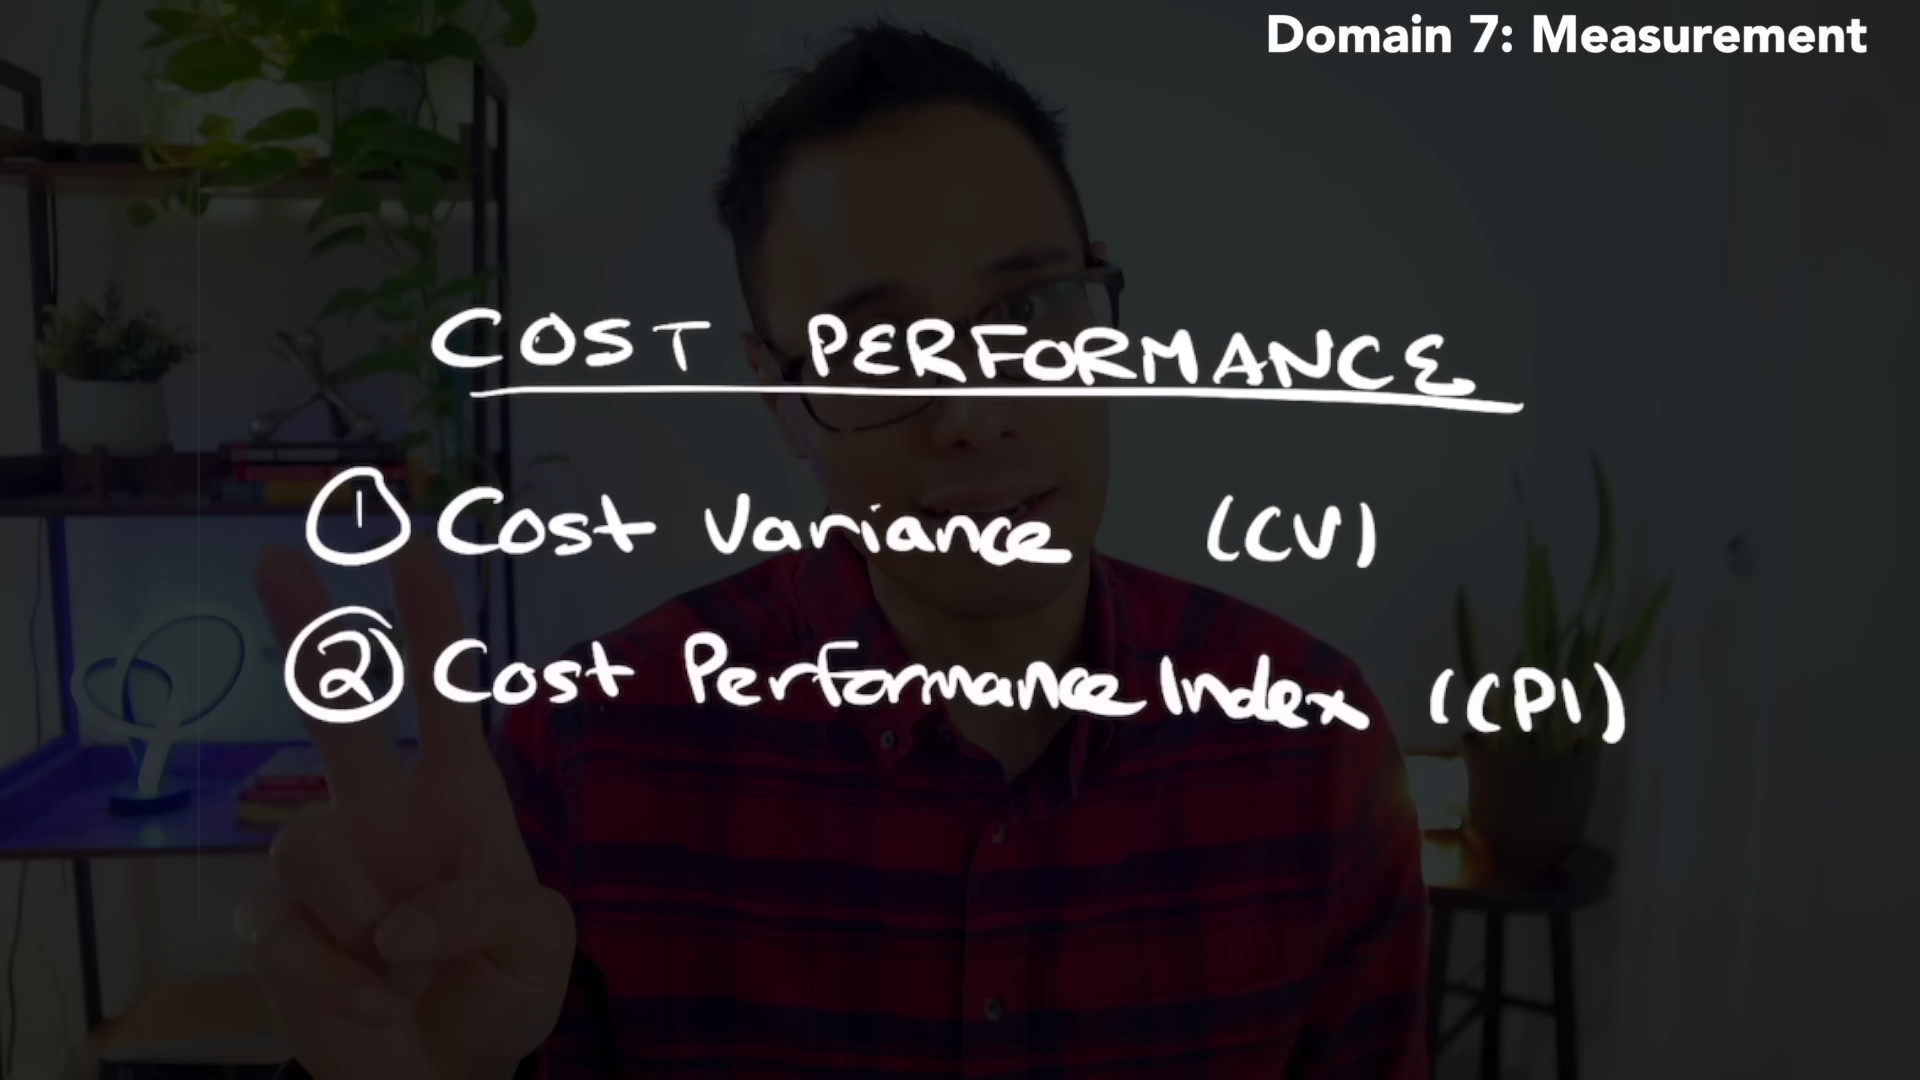 Domain 7: Measurement
COST PERFORMANCE
1 Cost Variance (CV)
2 Cost Performance Index (CPI)